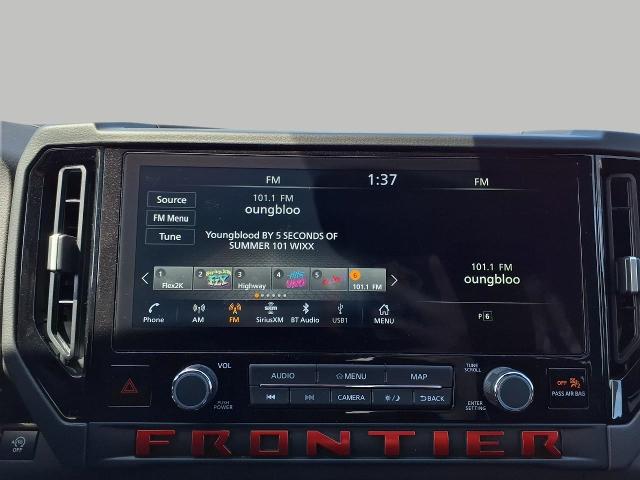 FM 1:37 FM
Source
FM Menu
Tune
101.1 FM
oungbloo
Youngblood BY 5 SECONDS OF
SUMMER 101 WIXX
101.1 FM
oungbloo
P 6
1 2 3 4 5 6
Flex2K Highway 101.1 FM
Phone AM FM SiriusXM BT Audio USB1 MENU
VOL
PUSH
POWER
AUDIO MENU MAP
CAMERA BACK
TUNE
SCROLL
ENTER
SETTING
OFF
PASS AIR BAG
OFF
FRONTIER